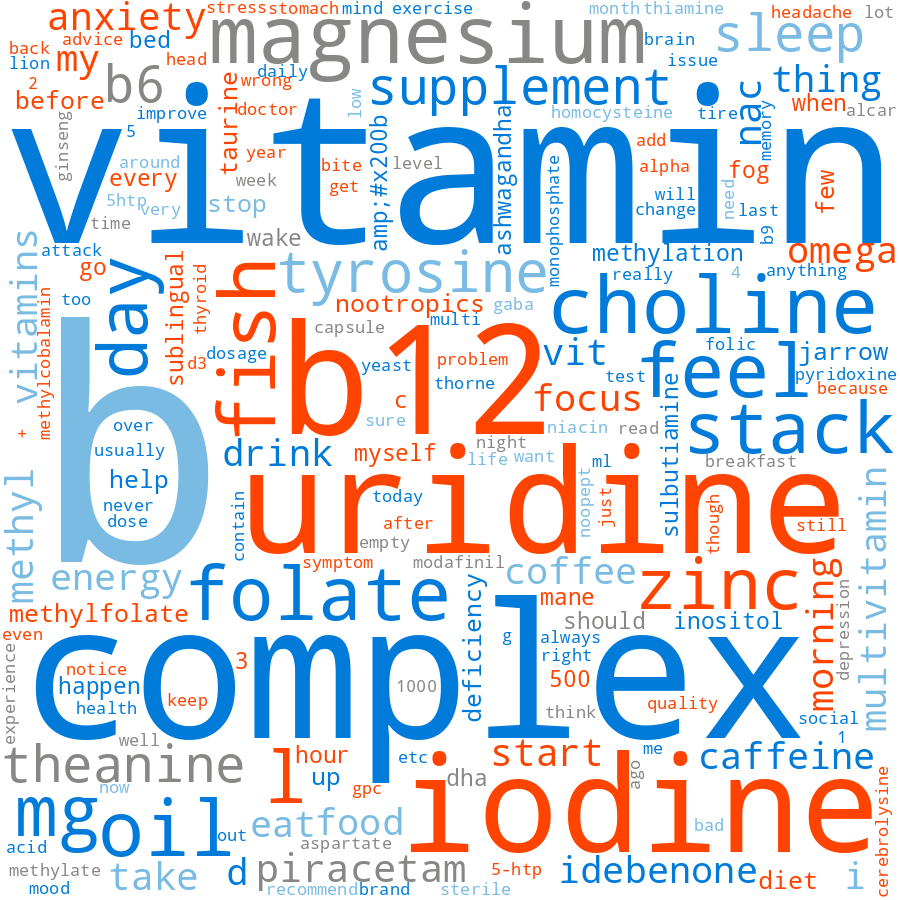 stress
stomach
mind
exercise
month
thiamine
headache
lot
anxiety
magnesium
sleep
back
advice
bed
my
lion
2
head
brain
issue
thing
before
b6
daily
wrong
supplement
nac
when
alcar
improve
taurine
doctor
low
amp;#x200b
ashwagandha
homocysteine
tire
memory
vitamin
5
ginseng
around
year
bite
level
monophosphate
add
alpha
fog
few
every
5htp
very
week
get
will
need
change
last
b9
stop
time
wake
methylation
omega
attack
go
vitamins
too
day
sublingual
thyroid
fish
tyrosine
really
4
anything
choline
methylcobalamin
nootropics
gaba
capsule
multi
b12
dosage
d3
yeast
problem
thorne
vit
feel
folic
jarrow
test
pyridoxine
because
b
c
sure
focus
sulbutiamine
stack
niacin
read
+
over
usually
help
never
dose
drink
myself
night
life
want
ml
breakfast
contain
today
uridine
noopept
just
though
still
after
empty
methyl
symptom
modafinil
multivitamin
energy
folate
coffee
zinc
morning
depression
methylfolate
deficiency
mane
should
inositol
even
complex
g
always
right
experience
notice
3
happen
health
keep
1000
500
think
quality
social
1
well
theanine
l
hour
up
etc
start
me
caffeine
now
gpc
dha
ago
iodine
cerebrolysine
mg
oil
out
eat
food
bad
acid
aspartate
methylate
take
d
piracetam
5-htp
idebenone
diet
i
mood
recommend
brand
sterile